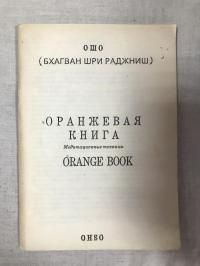 ОШО
(БХАГВАН ШРИ РАДЖНИШ)
ОРАНЖЕВАЯ
КНИГА
Медитационные техники
ORANGE BOOK
OHSO